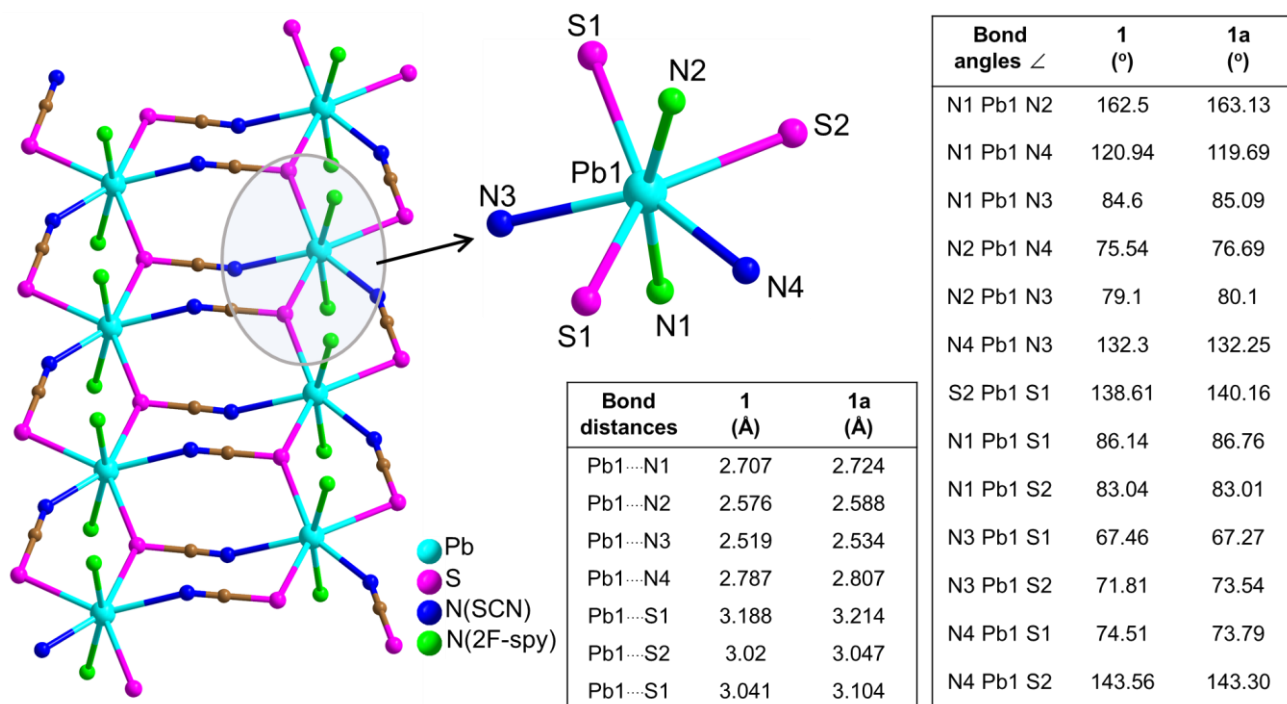 S1
N2
S2
Pb1
N3
N4
S1
N1
Pb
S
N(SCN)
N(2F-spy)
Bond distances 1 (Å) 1a (Å)
Pb1····N1 2.707 2.724
Pb1····N2 2.576 2.588
Pb1····N3 2.519 2.534
Pb1····N4 2.787 2.807
Pb1····S1 3.188 3.214
Pb1····S2 3.02 3.047
Pb1····S1 3.041 3.104
Bond angles ∠ 1 (º) 1a (º)
N1 Pb1 N2 162.5 163.13
N1 Pb1 N4 120.94 119.69
N1 Pb1 N3 84.6 85.09
N2 Pb1 N4 75.54 76.69
N2 Pb1 N3 79.1 80.1
N4 Pb1 N3 132.3 132.25
S2 Pb1 S1 138.61 140.16
N1 Pb1 S1 86.14 86.76
N1 Pb1 S2 83.04 83.01
N3 Pb1 S1 67.46 67.27
N3 Pb1 S2 71.81 73.54
N4 Pb1 S1 74.51 73.79
N4 Pb1 S2 143.56 143.30